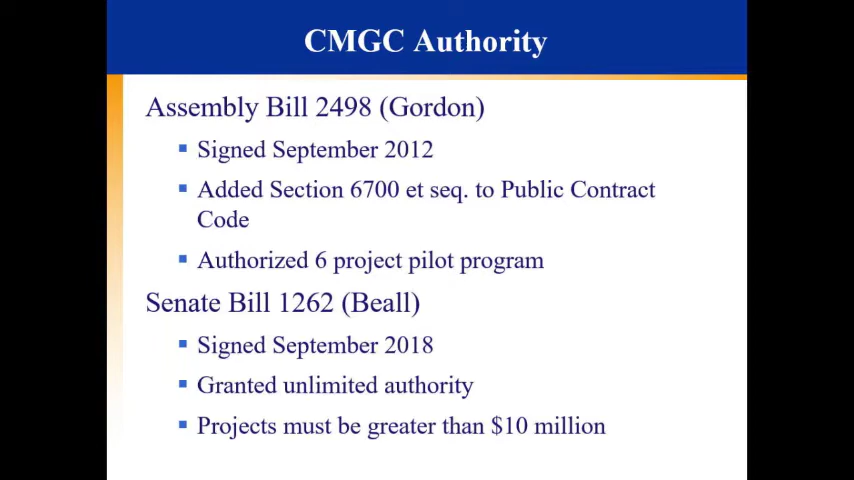 CMGC Authority
Assembly Bill 2498 (Gordon)
Signed September 2012
Added Section 6700 et seq. to Public Contract
Code
Authorized 6 project pilot program
Senate Bill 1262 (Beall)
Signed September 2018
Granted unlimited authority
Projects must be greater than $10 million